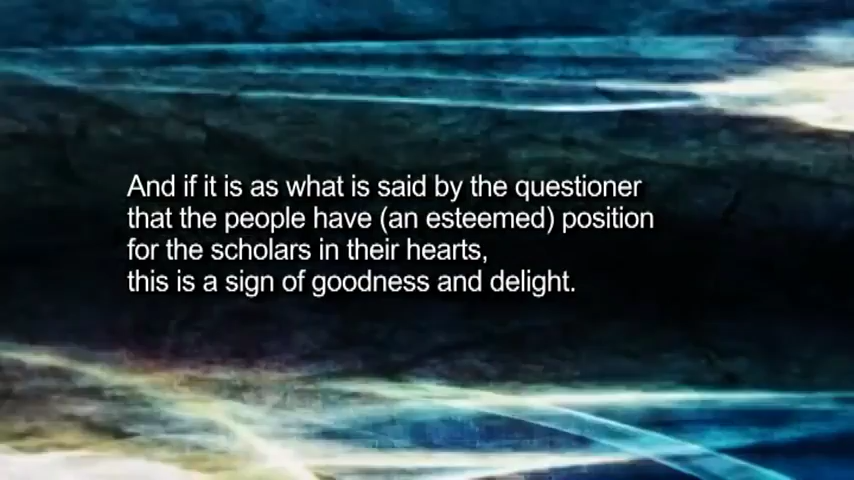 And if it is as what is said by the questioner
that the people have (an esteemed) position
for the scholars in their hearts,
this is a sign of goodness and delight.